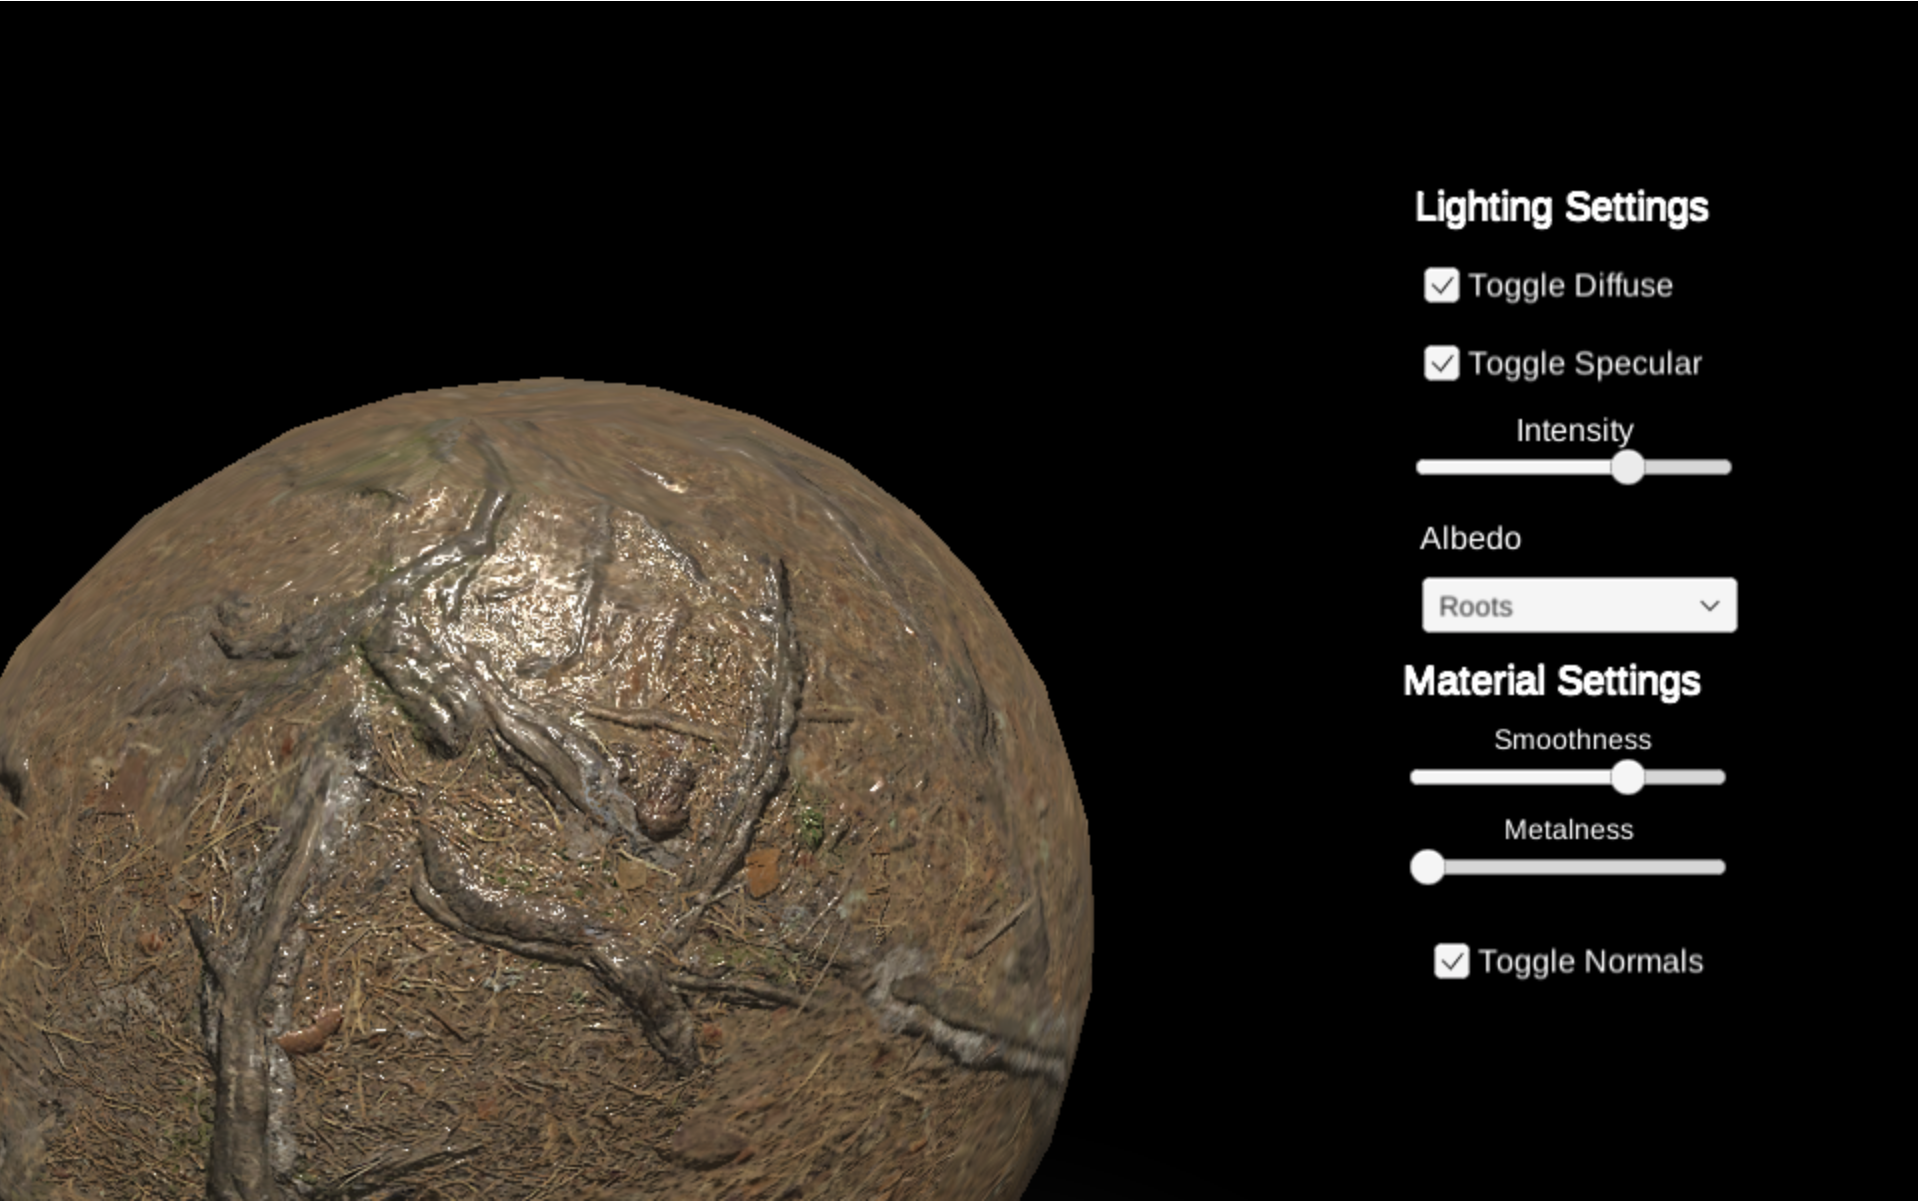 Lighting Settings
Toggle Diffuse
Toggle Specular
Intensity
Albedo
Roots
Material Settings
Smoothness
Metalness
Toggle Normals